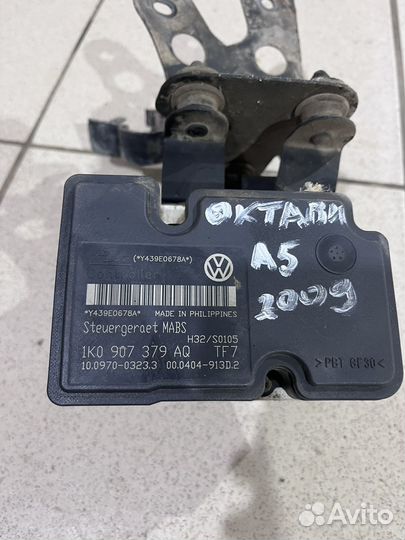 (*Y439E0678A*)
*Y439E0678A*
MADE IN PHILIPPINES
Steuergeraet MABS
H32/S0105
1K0 907 379 AQ TF7
10.0970-0323.3 00.0404-913D.2
ОКТАВИ
А5
2009
>PBT GF30<
Avito